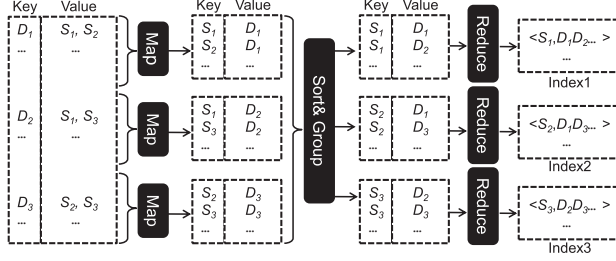 Key Value
D1 S1, S2
... ...
D2 S1, S3
... ...
D3 S2, S3
... ...
Map
Map
Map
Key Value
S1 D1
S2 D1
... ...
S1 D2
S3 D2
... ...
S2 D3
S3 D3
... ...
Sort& Group
Key Value
S1 D1
S1 D2
... ...
S2 D1
S2 D3
... ...
S3 D2
S3 D3
... ...
Reduce
Reduce
Reduce
<S1,D1D2... >
...
Index1
<S2,D1D3... >
...
Index2
<S3,D2D3... >
...
Index3